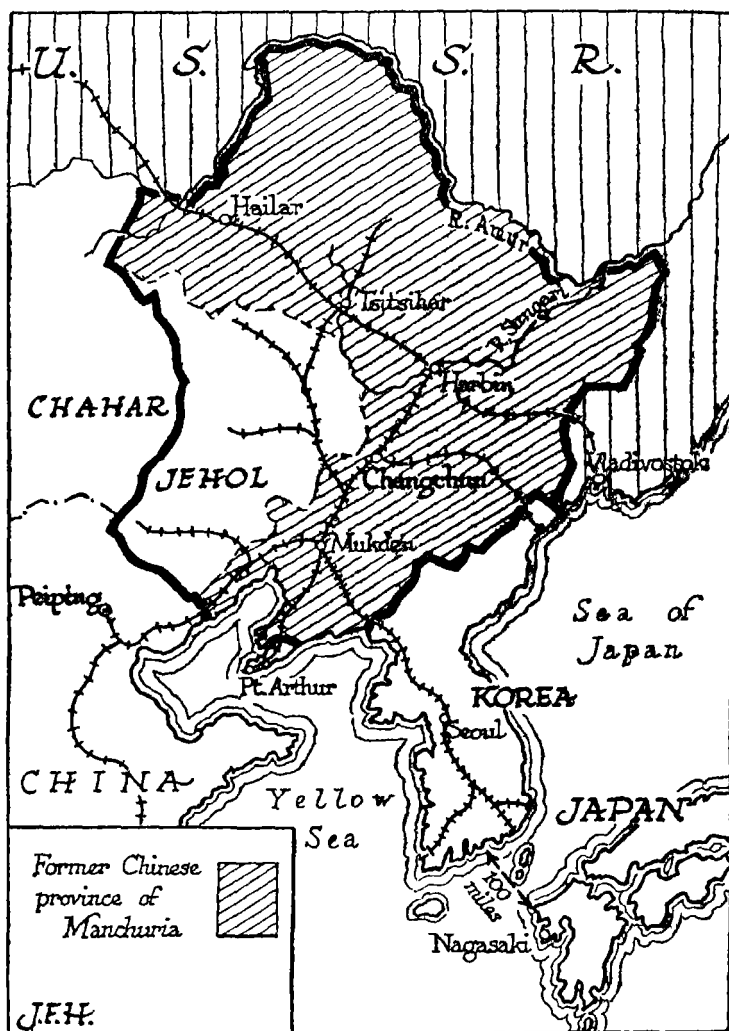 U. S. S. R.
Hailar
R. Amur
Tsitsihar
R. Sungari
Harbin
CHAHAR
JEHOL
Changchun
Vladivostok
Mukden
Peiping
Sea of
Japan
Pt. Arthur
KOREA
Seoul
CHINA
Yellow
Sea
JAPAN
100
miles
Nagasaki
Former Chinese
province of
Manchuria
J.F.H.